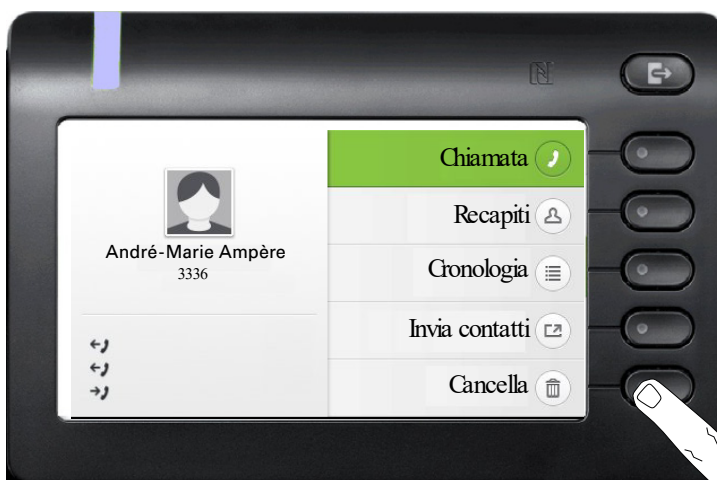 Chiamata
Recapiti
André-Marie Ampère
3336
Cronologia
Invia contatti
Cancella